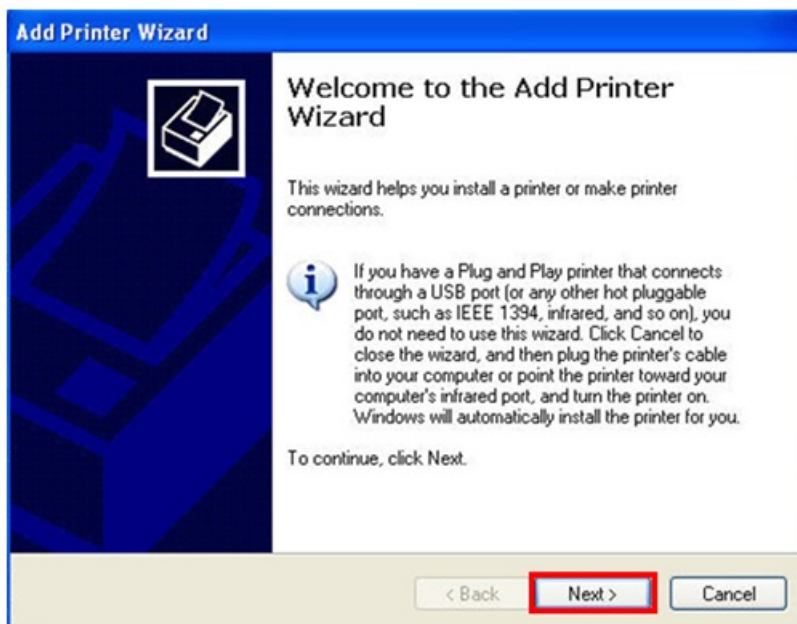 Add Printer Wizard
Welcome to the Add Printer
Wizard
This wizard helps you install a printer or make printer
connections.
If you have a Plug and Play printer that connects
through a USB port (or any other hot pluggable
port, such as IEEE 1394, infrared, and so on), you
do not need to use this wizard. Click Cancel to
close the wizard, and then plug the printer's cable
into your computer or point the printer toward your
computer's infrared port, and turn the printer on.
Windows will automatically install the printer for you.
To continue, click Next.
< Back Next > Cancel